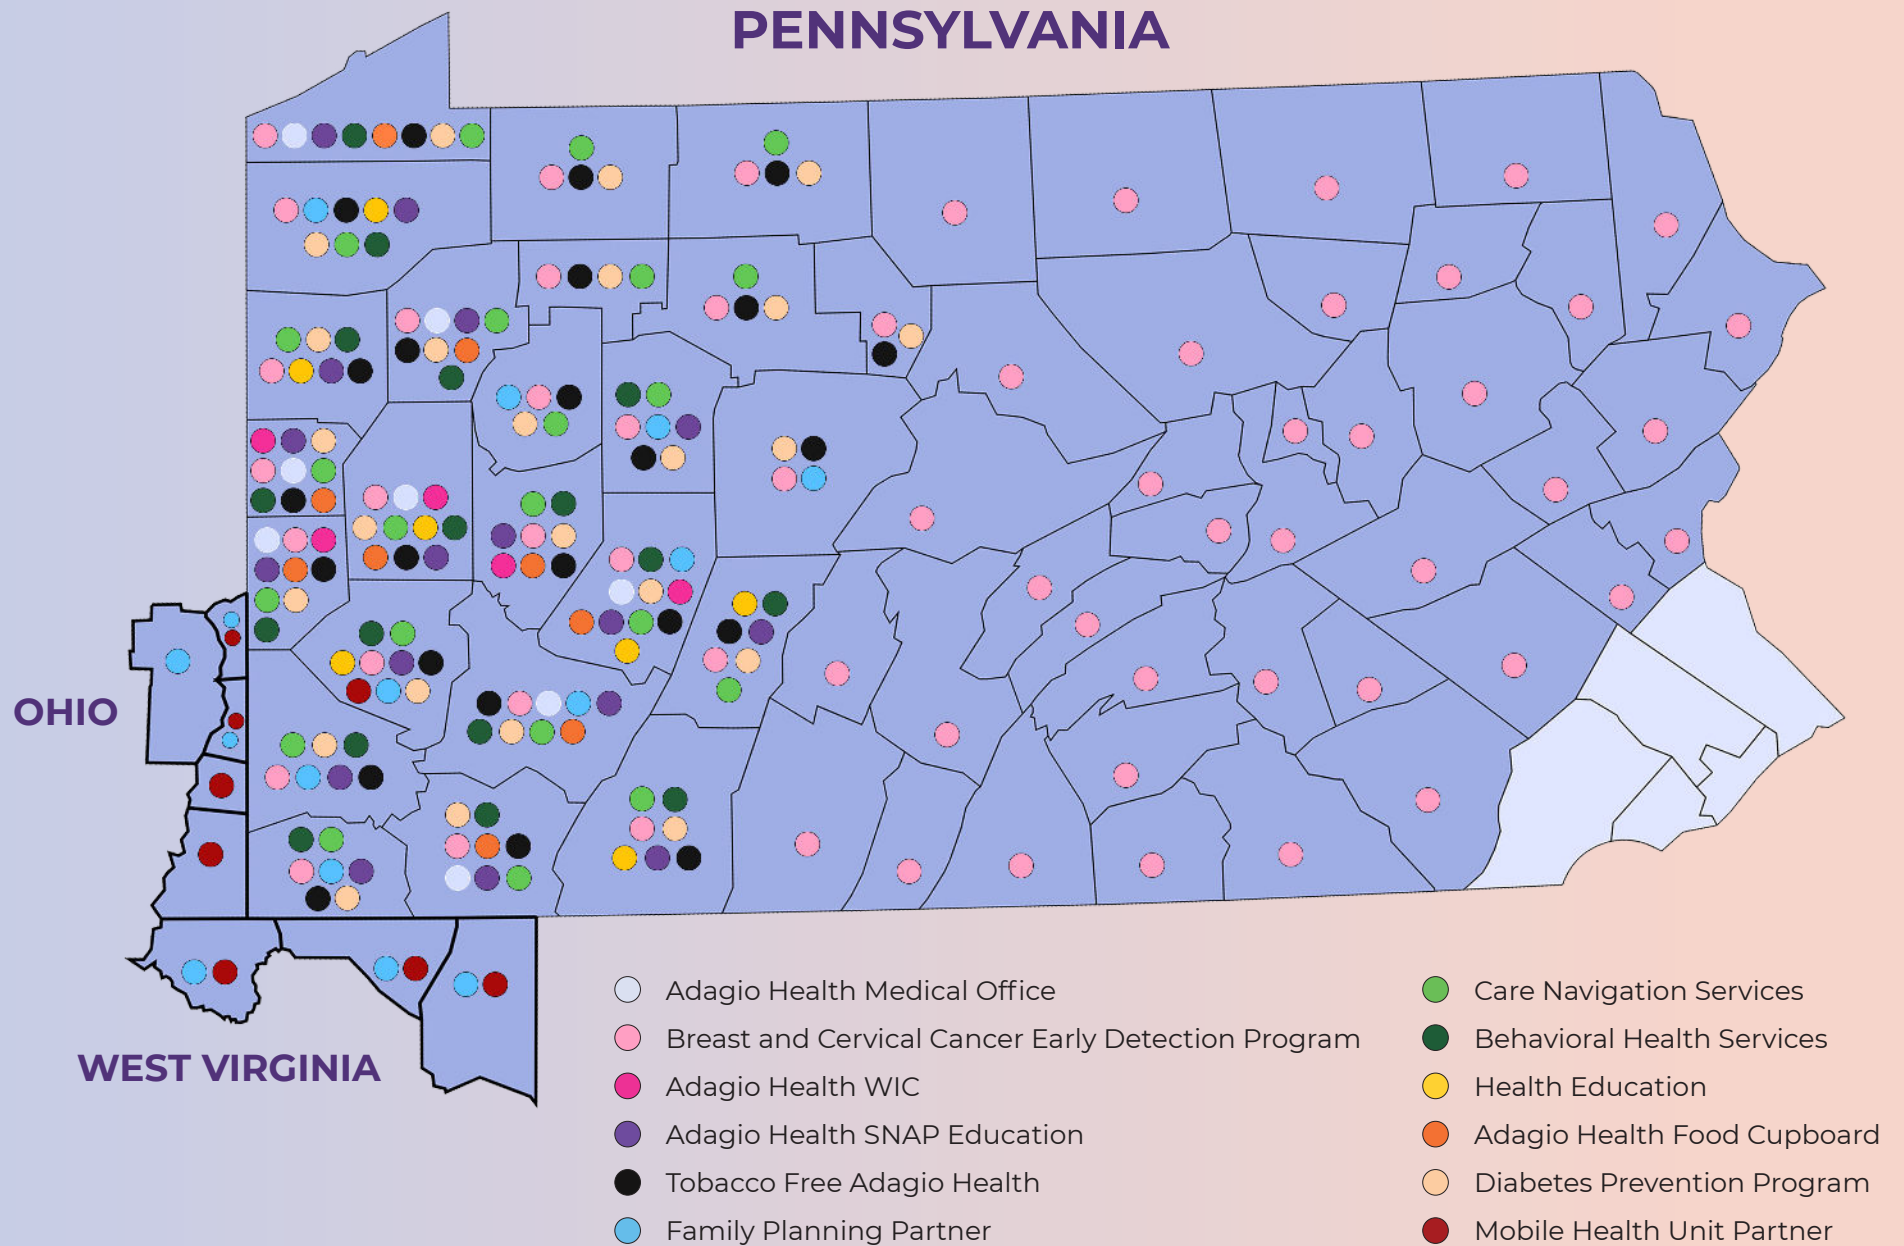 PENNSYLVANIA
OHIO
WEST VIRGINIA
Adagio Health Medical Office
Breast and Cervical Cancer Early Detection Program
Adagio Health WIC
Adagio Health SNAP Education
Tobacco Free Adagio Health
Family Planning Partner
Care Navigation Services
Behavioral Health Services
Health Education
Adagio Health Food Cupboard
Diabetes Prevention Program
Mobile Health Unit Partner